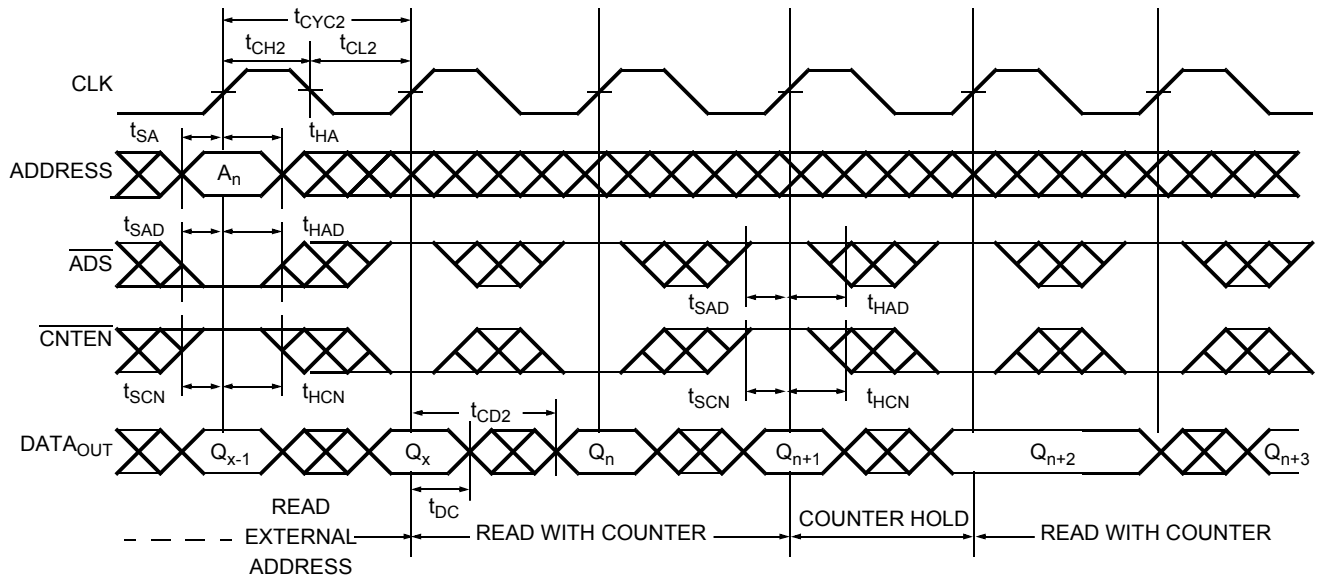 tCYC2
tCH2 tCL2
CLK
tSA tHA
ADDRESS An
tSAD tHAD
ADS
tSAD tHAD
CNTEN
tSCN tHCN tSCN tHCN
tCD2
DATAOUT Qx-1 Qx Qn Qn+1 Qn+2 Qn+3
tDC
READ
EXTERNAL
ADDRESS
READ WITH COUNTER COUNTER HOLD READ WITH COUNTER